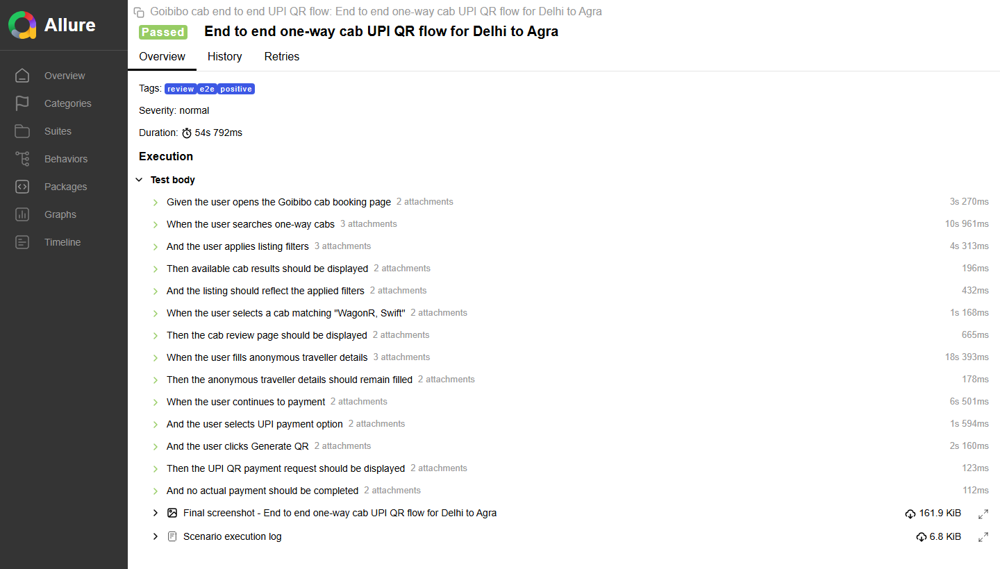 Allure
Overview
Categories
Suites
Behaviors
Packages
Graphs
Timeline
Goibibo cab end to end UPI QR flow: End to end one-way cab UPI QR flow for Delhi to Agra
Passed End to end one-way cab UPI QR flow for Delhi to Agra
Overview History Retries
Tags: review e2e positive
Severity: normal
Duration: 54s 792ms
Execution
Test body
Given the user opens the Goibibo cab booking page 2 attachments 3s 270ms
When the user searches one-way cabs 3 attachments 10s 961ms
And the user applies listing filters 3 attachments 4s 313ms
Then available cab results should be displayed 2 attachments 196ms
And the listing should reflect the applied filters 2 attachments 432ms
When the user selects a cab matching "WagonR, Swift" 2 attachments 1s 168ms
Then the cab review page should be displayed 2 attachments 665ms
When the user fills anonymous traveller details 3 attachments 18s 393ms
Then the anonymous traveller details should remain filled 2 attachments 178ms
When the user continues to payment 2 attachments 6s 501ms
And the user selects UPI payment option 2 attachments 1s 594ms
And the user clicks Generate QR 2 attachments 2s 160ms
Then the UPI QR payment request should be displayed 2 attachments 123ms
And no actual payment should be completed 2 attachments 112ms
Final screenshot - End to end one-way cab UPI QR flow for Delhi to Agra 161.9 KiB
Scenario execution log 6.8 KiB